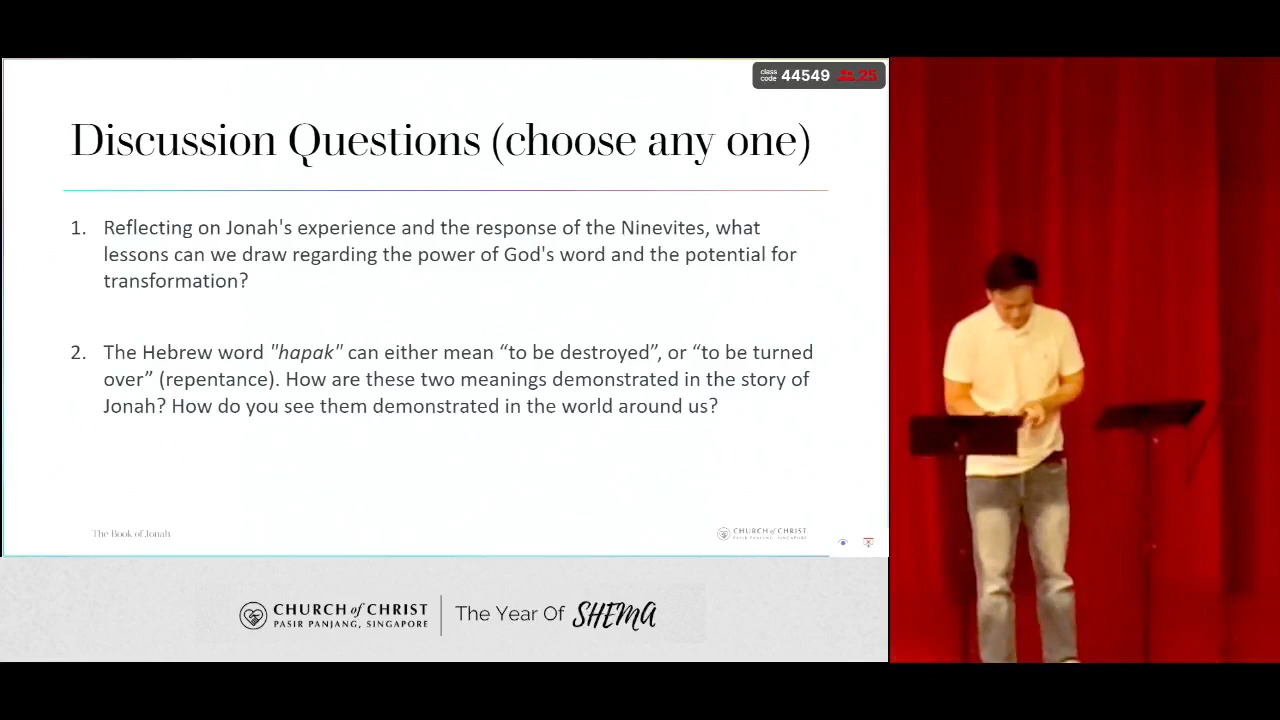 class code 44549 25
Discussion Questions (choose any one)
1. Reflecting on Jonah's experience and the response of the Ninevites, what
lessons can we draw regarding the power of God's word and the potential for
transformation?
2. The Hebrew word "hapak" can either mean “to be destroyed”, or “to be turned
over” (repentance). How are these two meanings demonstrated in the story of
Jonah? How do you see them demonstrated in the world around us?
The Book of Jonah
CHURCH of CHRIST
PASIR PANJANG, SINGAPORE
CHURCH of CHRIST
PASIR PANJANG, SINGAPORE
The Year Of SHEMA